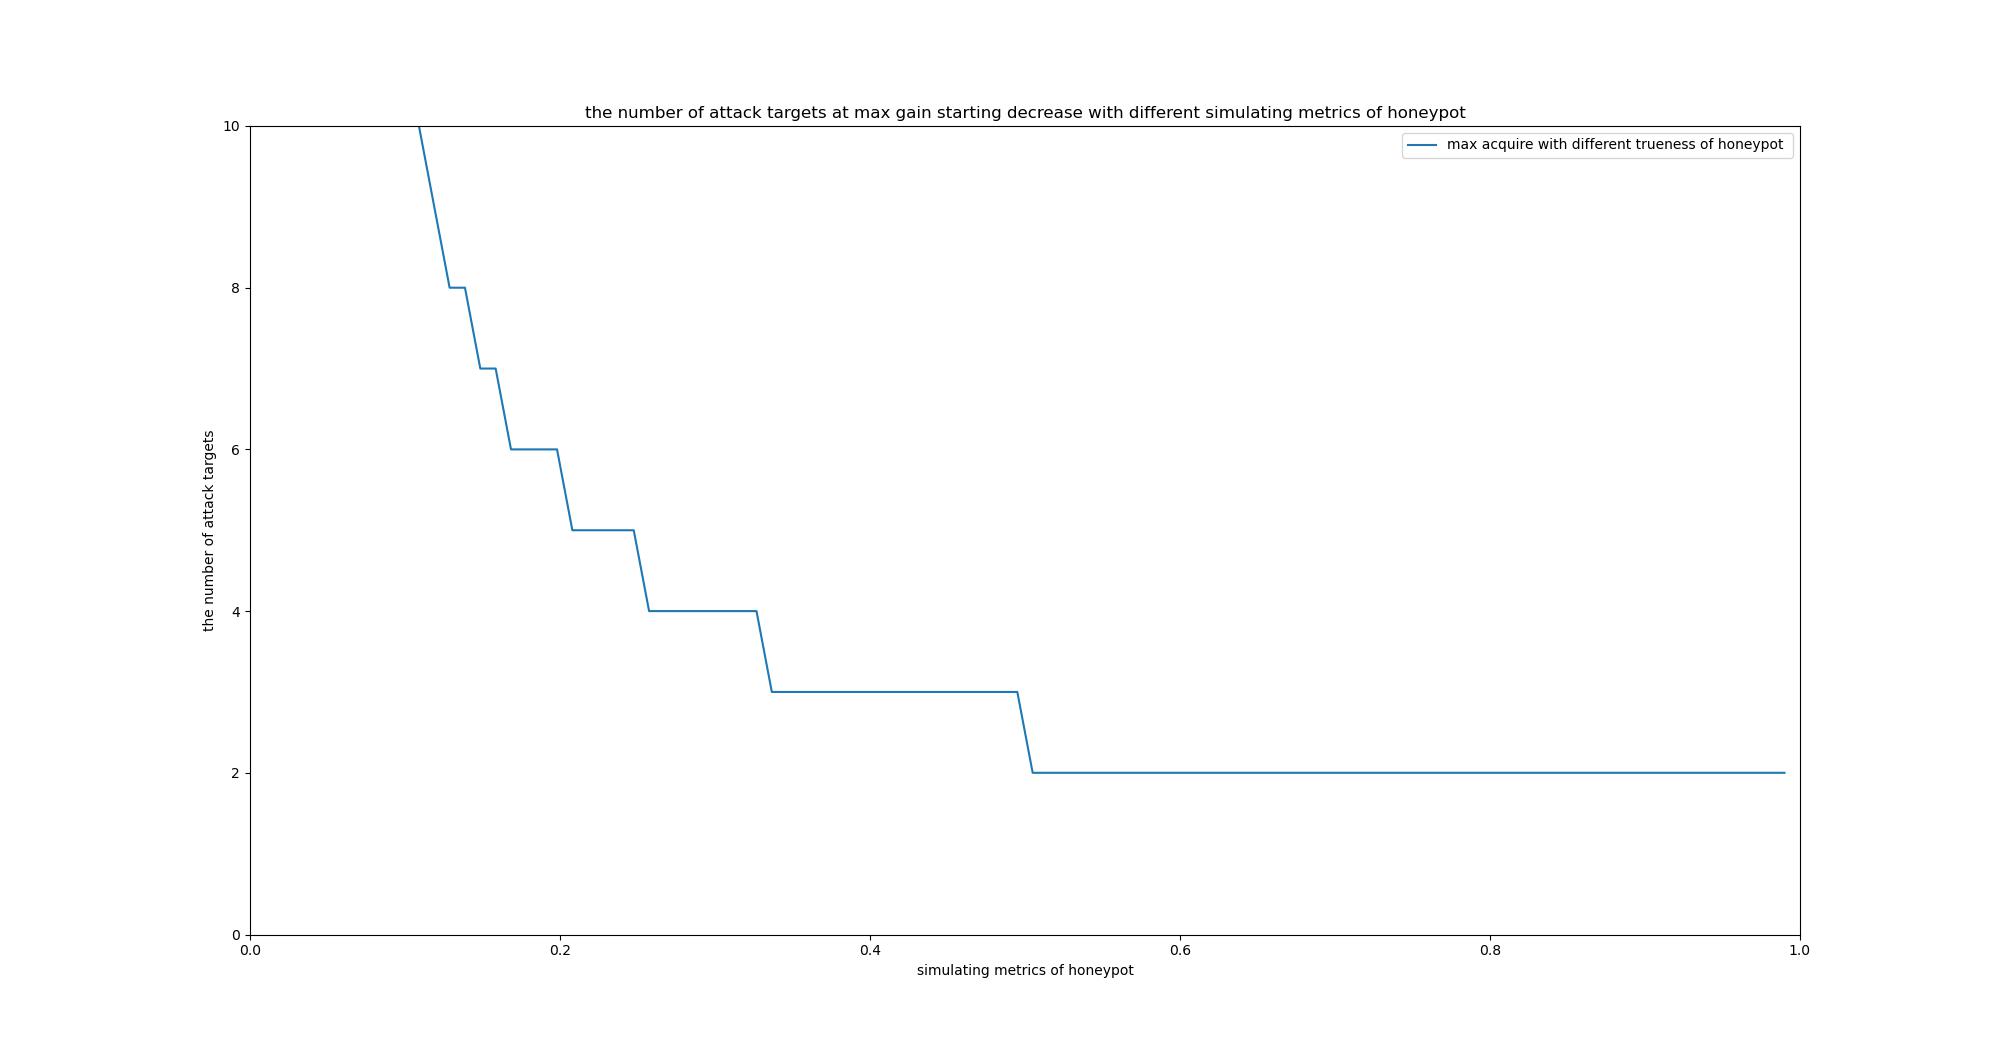 the number of attack targets at max gain starting decrease with different simulating metrics of honeypot
max acquire with different trueness of honeypot
10
8
6
4
2
0
the number of attack targets
0.0 0.2 0.4 0.6 0.8 1.0
simulating metrics of honeypot